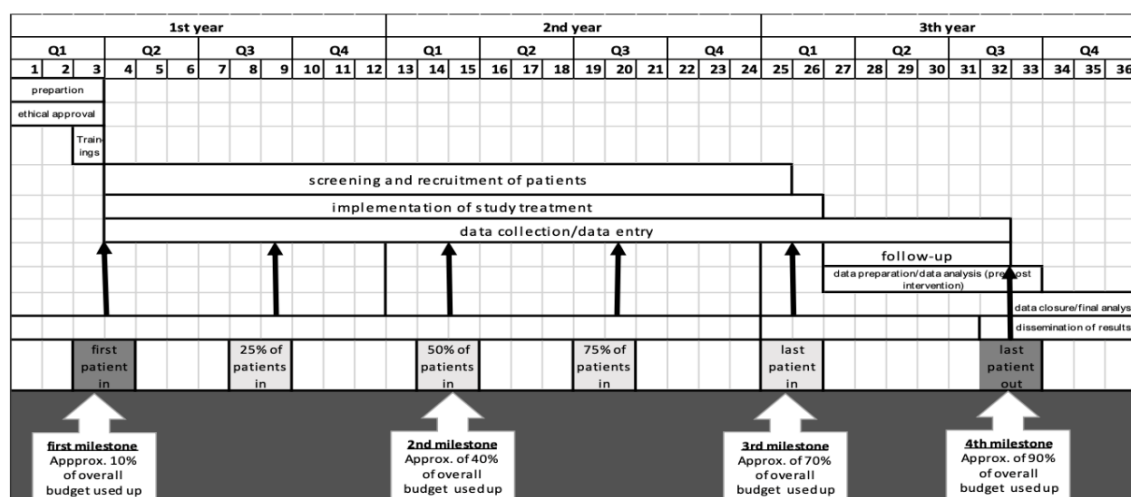 1st year 2nd year 3th year
Q1 Q2 Q3 Q4 Q1 Q2 Q3 Q4 Q1 Q2 Q3 Q4
1 2 3 4 5 6 7 8 9 10 11 12 13 14 15 16 17 18 19 20 21 22 23 24 25 26 27 28 29 30 31 32 33 34 35 36
prepartion
ethical approval
Train
ings
screening and recruitment of patients
implementation of study treatment
data collection/data entry
follow-up
data preparation/data analysis (pre post
intervention)
data closure/final analys
dissemination of results
first
patient
in
25% of
patients
in
50% of
patients
in
75% of
patients
in
last
patient
in
last
patient
out
first milestone
Appprox. 10%
of overall
budget used up
2nd milestone
Approx. of 40%
of overall
budget used up
3rd milestone
Approx. of 70%
of overall
budget used up
4th milestone
Approx. of 90%
of overall
budget used up